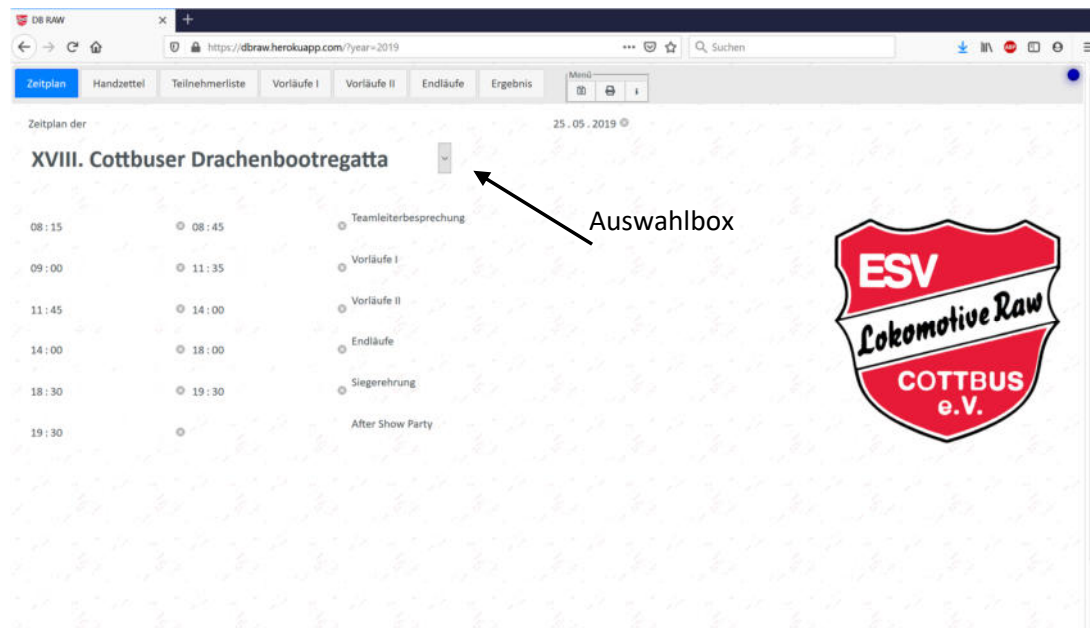 DB RAW
https://dbraw.herokuapp.com/?year=2019
Suchen
Zeitplan Handzettel Teilnehmerliste Vorläufe I Vorläufe II Endläufe Ergebnis Menü
Zeitplan der 25.05.2019
XVIII. Cottbuser Drachenbootregatta
Auswahlbox
08:15 08:45 Teamleiterbesprechung
09:00 11:35 Vorläufe I
11:45 14:00 Vorläufe II
14:00 18:00 Endläufe
18:30 19:30 Siegerehrung
19:30 After Show Party
ESV
Lokomotive Raw
COTTBUS
e.V.